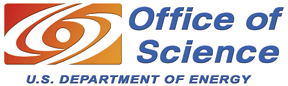 Office of
Science
U.S. DEPARTMENT OF ENERGY